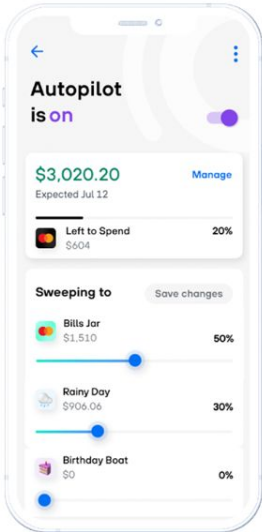 Autopilot
is on
$3,020.20
Manage
Expected Jul 12
Left to Spend
20%
$604
Sweeping to
Save changes
Bills Jar
$1,510
50%
Rainy Day
$906.06
30%
Birthday Boat
$0
0%